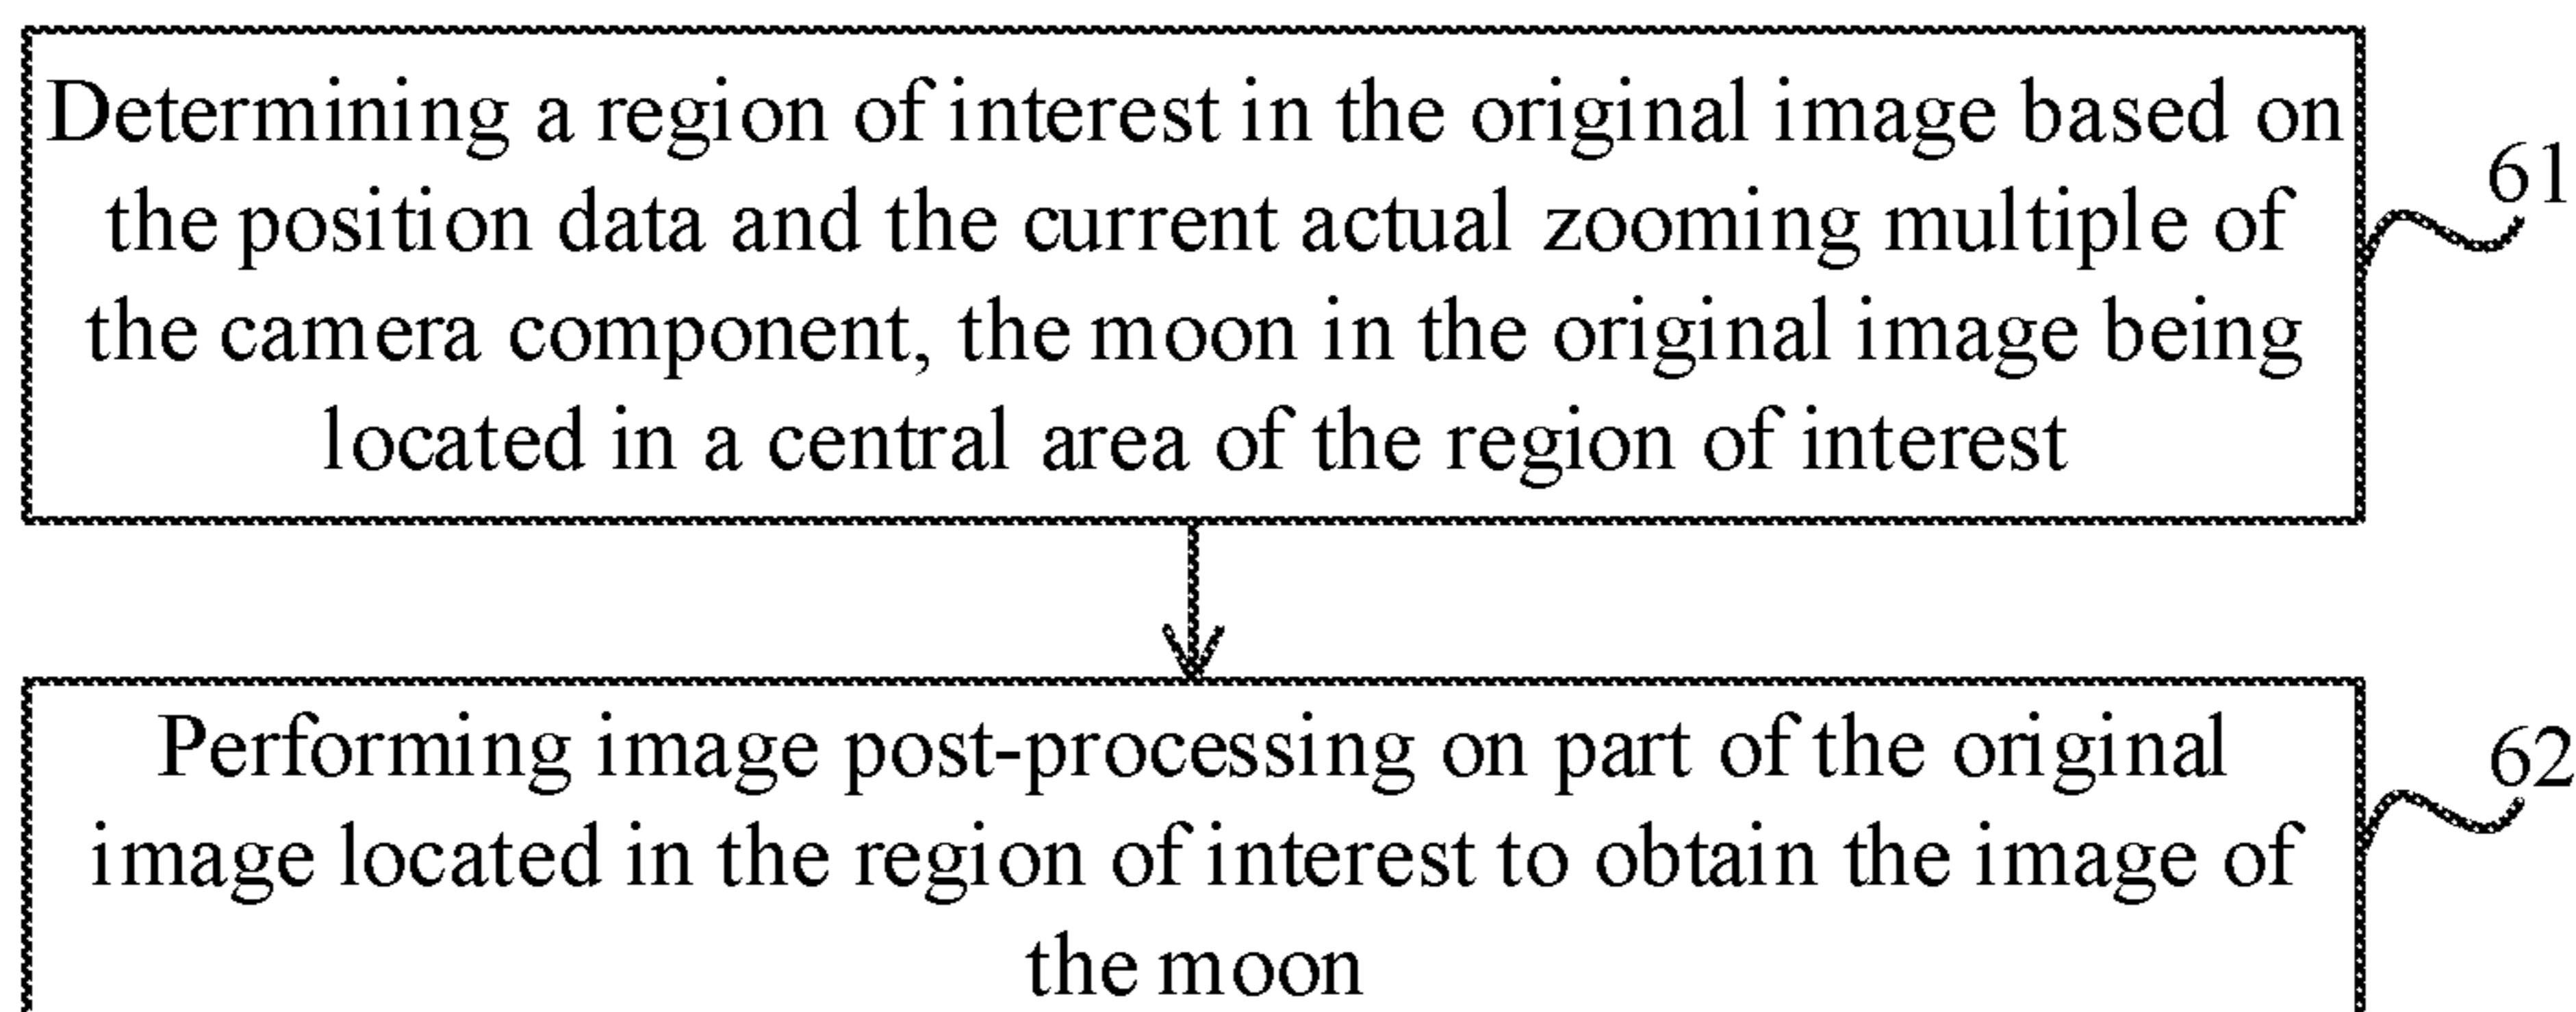 Determining a region of interest in the original image based on
the position data and the current actual zooming multiple of
the camera component, the moon in the original image being
located in a central area of the region of interest
61
Performing image post-processing on part of the original
image located in the region of interest to obtain the image of
the moon
62